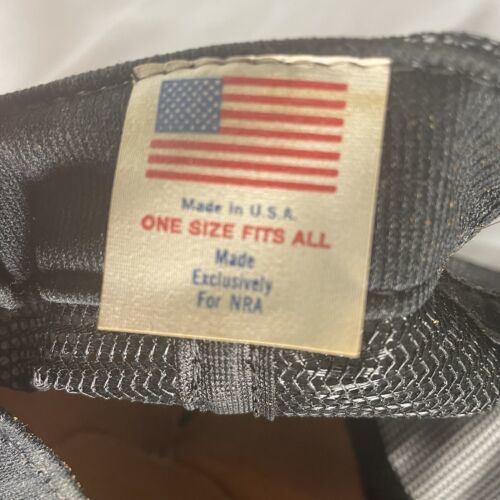 Made in U.S.A.
ONE SIZE FITS ALL
Made
Exclusively
For NRA